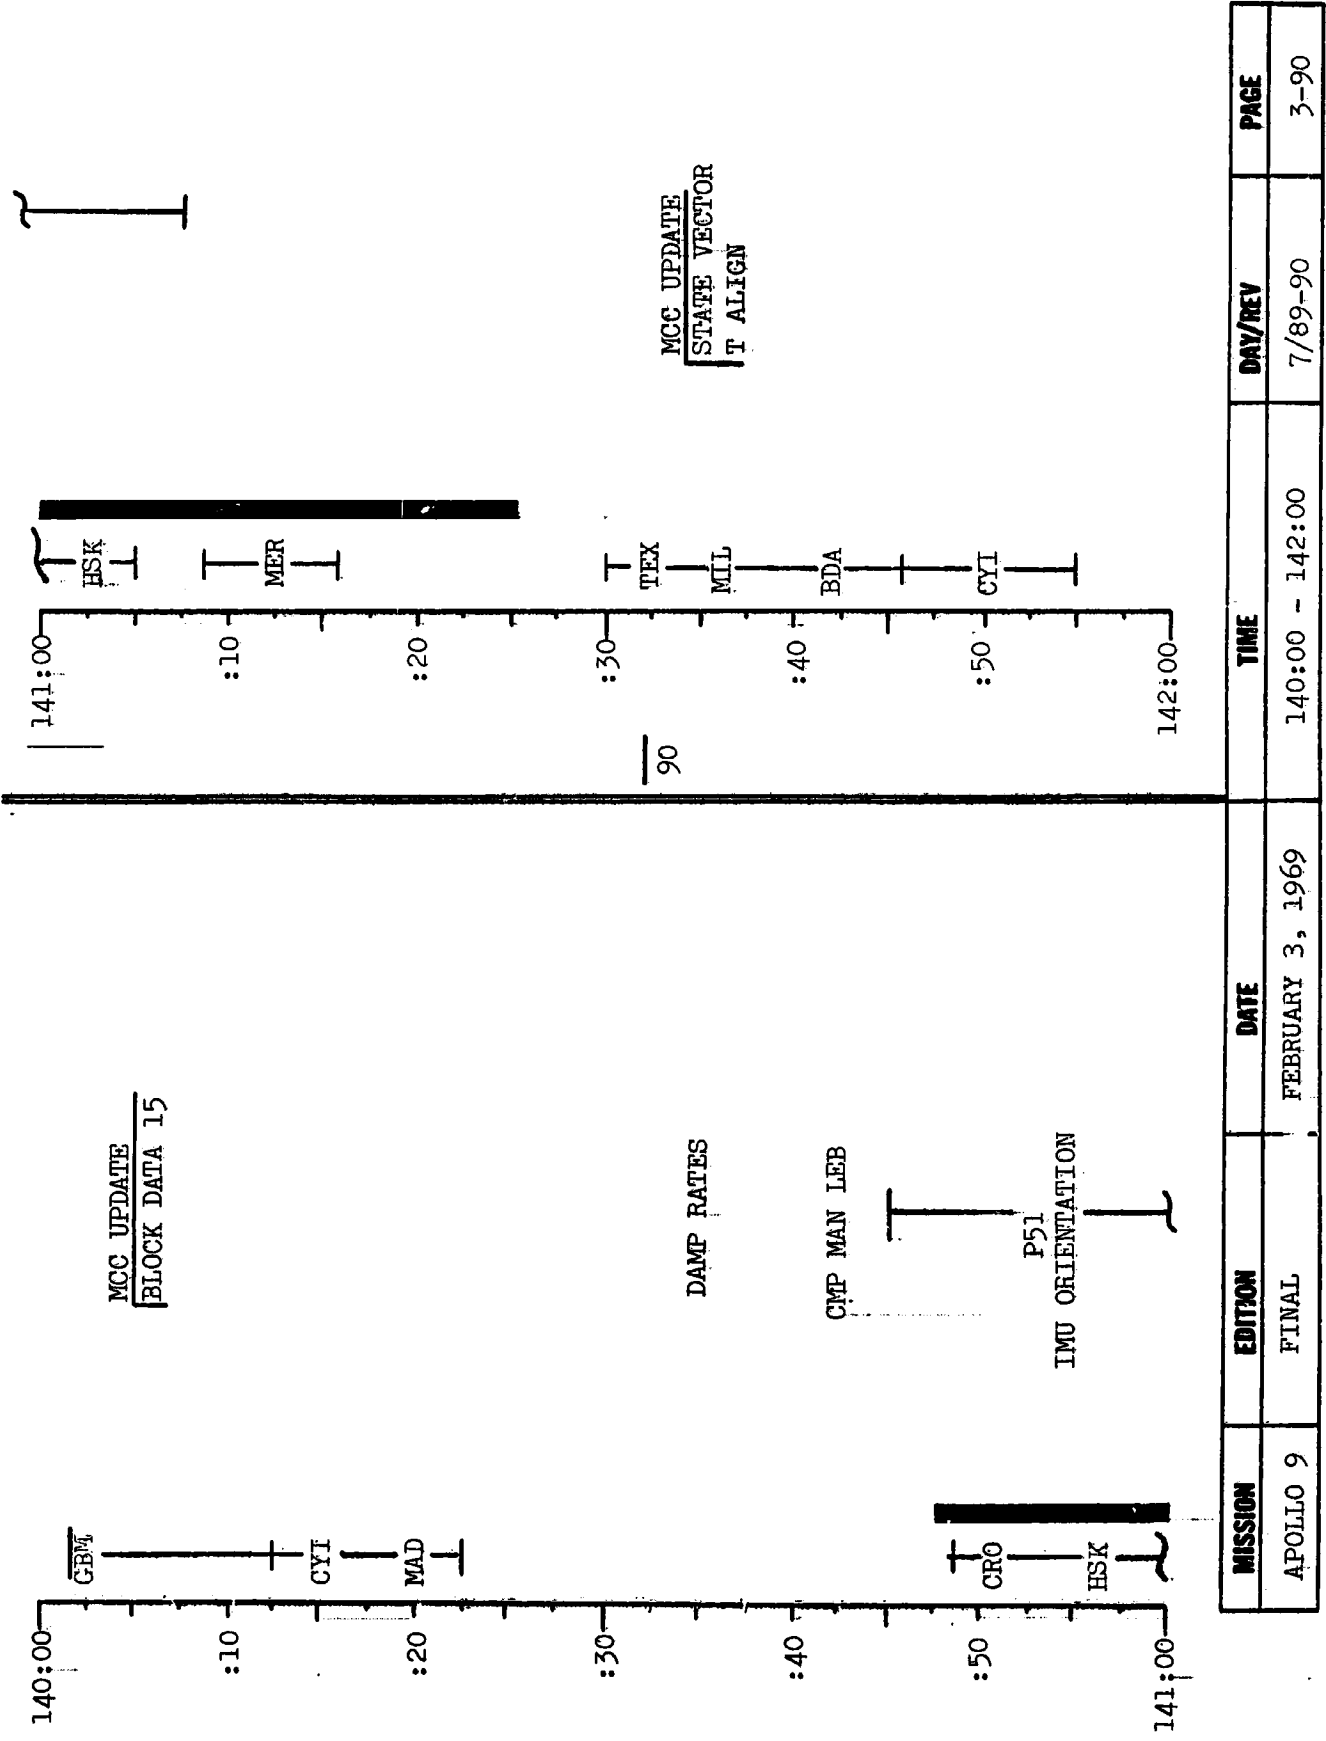 140:00
:10
:20
:30
:40
:50
141:00
GBM
CYI
MAD
CRO
HSK
MCC UPDATE
BLOCK DATA 15
DAMP RATES
CMP MAN LEB
P51
IMU ORIENTATION
90
141:00
:10
:20
:30
:40
:50
142:00
HSK
MER
TEX
MIL
BDA
CYI
MCC UPDATE
STATE VECTOR
T ALIGN
MISSION EDITION DATE TIME DAY/REV PAGE
APOLLO 9 FINAL FEBRUARY 3, 1969 140:00 - 142:00 7/89-90 3-90